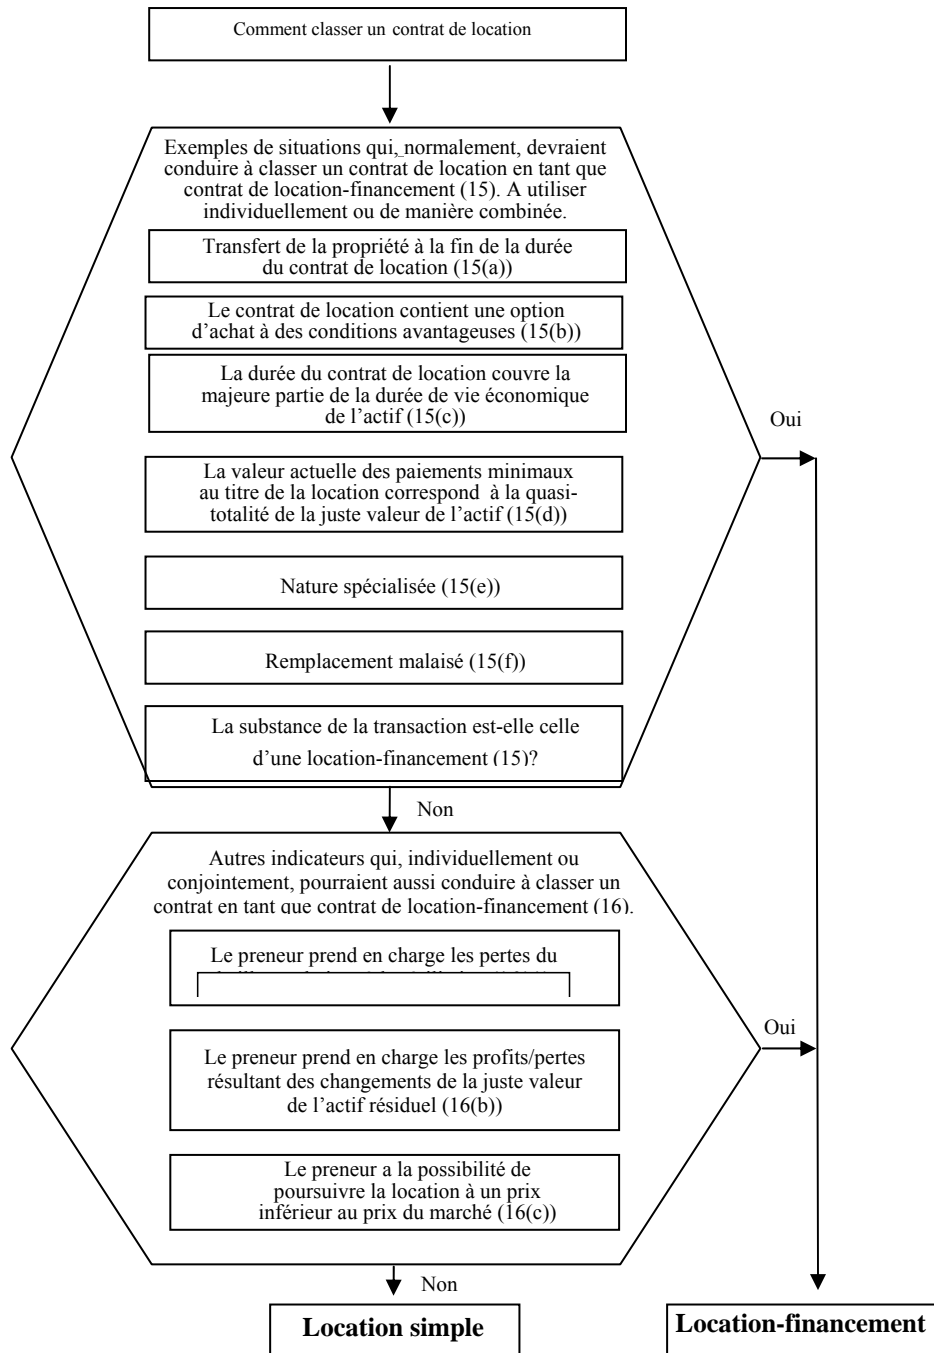 Comment classer un contrat de location
Exemples de situations qui, normalement, devraient
conduire à classer un contrat de location en tant que
contrat de location-financement (15). A utiliser
individuellement ou de manière combinée.
Transfert de la propriété à la fin de la durée
du contrat de location (15(a))
Le contrat de location contient une option
d’achat à des conditions avantageuses (15(b))
La durée du contrat de location couvre la
majeure partie de la durée de vie économique
de l’actif (15(c))
Oui
La valeur actuelle des paiements minimaux
au titre de la location correspond à la quasi-
totalité de la juste valeur de l’actif (15(d))
Nature spécialisée (15(e))
Remplacement malaisé (15(f))
La substance de la transaction est-elle celle
d’une location-financement (15)?
Non
Autres indicateurs qui, individuellement ou
conjointement, pourraient aussi conduire à classer un
contrat en tant que contrat de location-financement (16).
Le preneur prend en charge les pertes du
Oui
Le preneur prend en charge les profits/pertes
résultant des changements de la juste valeur
de l’actif résiduel (16(b))
Le preneur a la possibilité de
poursuivre la location à un prix
inférieur au prix du marché (16(c))
Non
Location simple
Location-financement